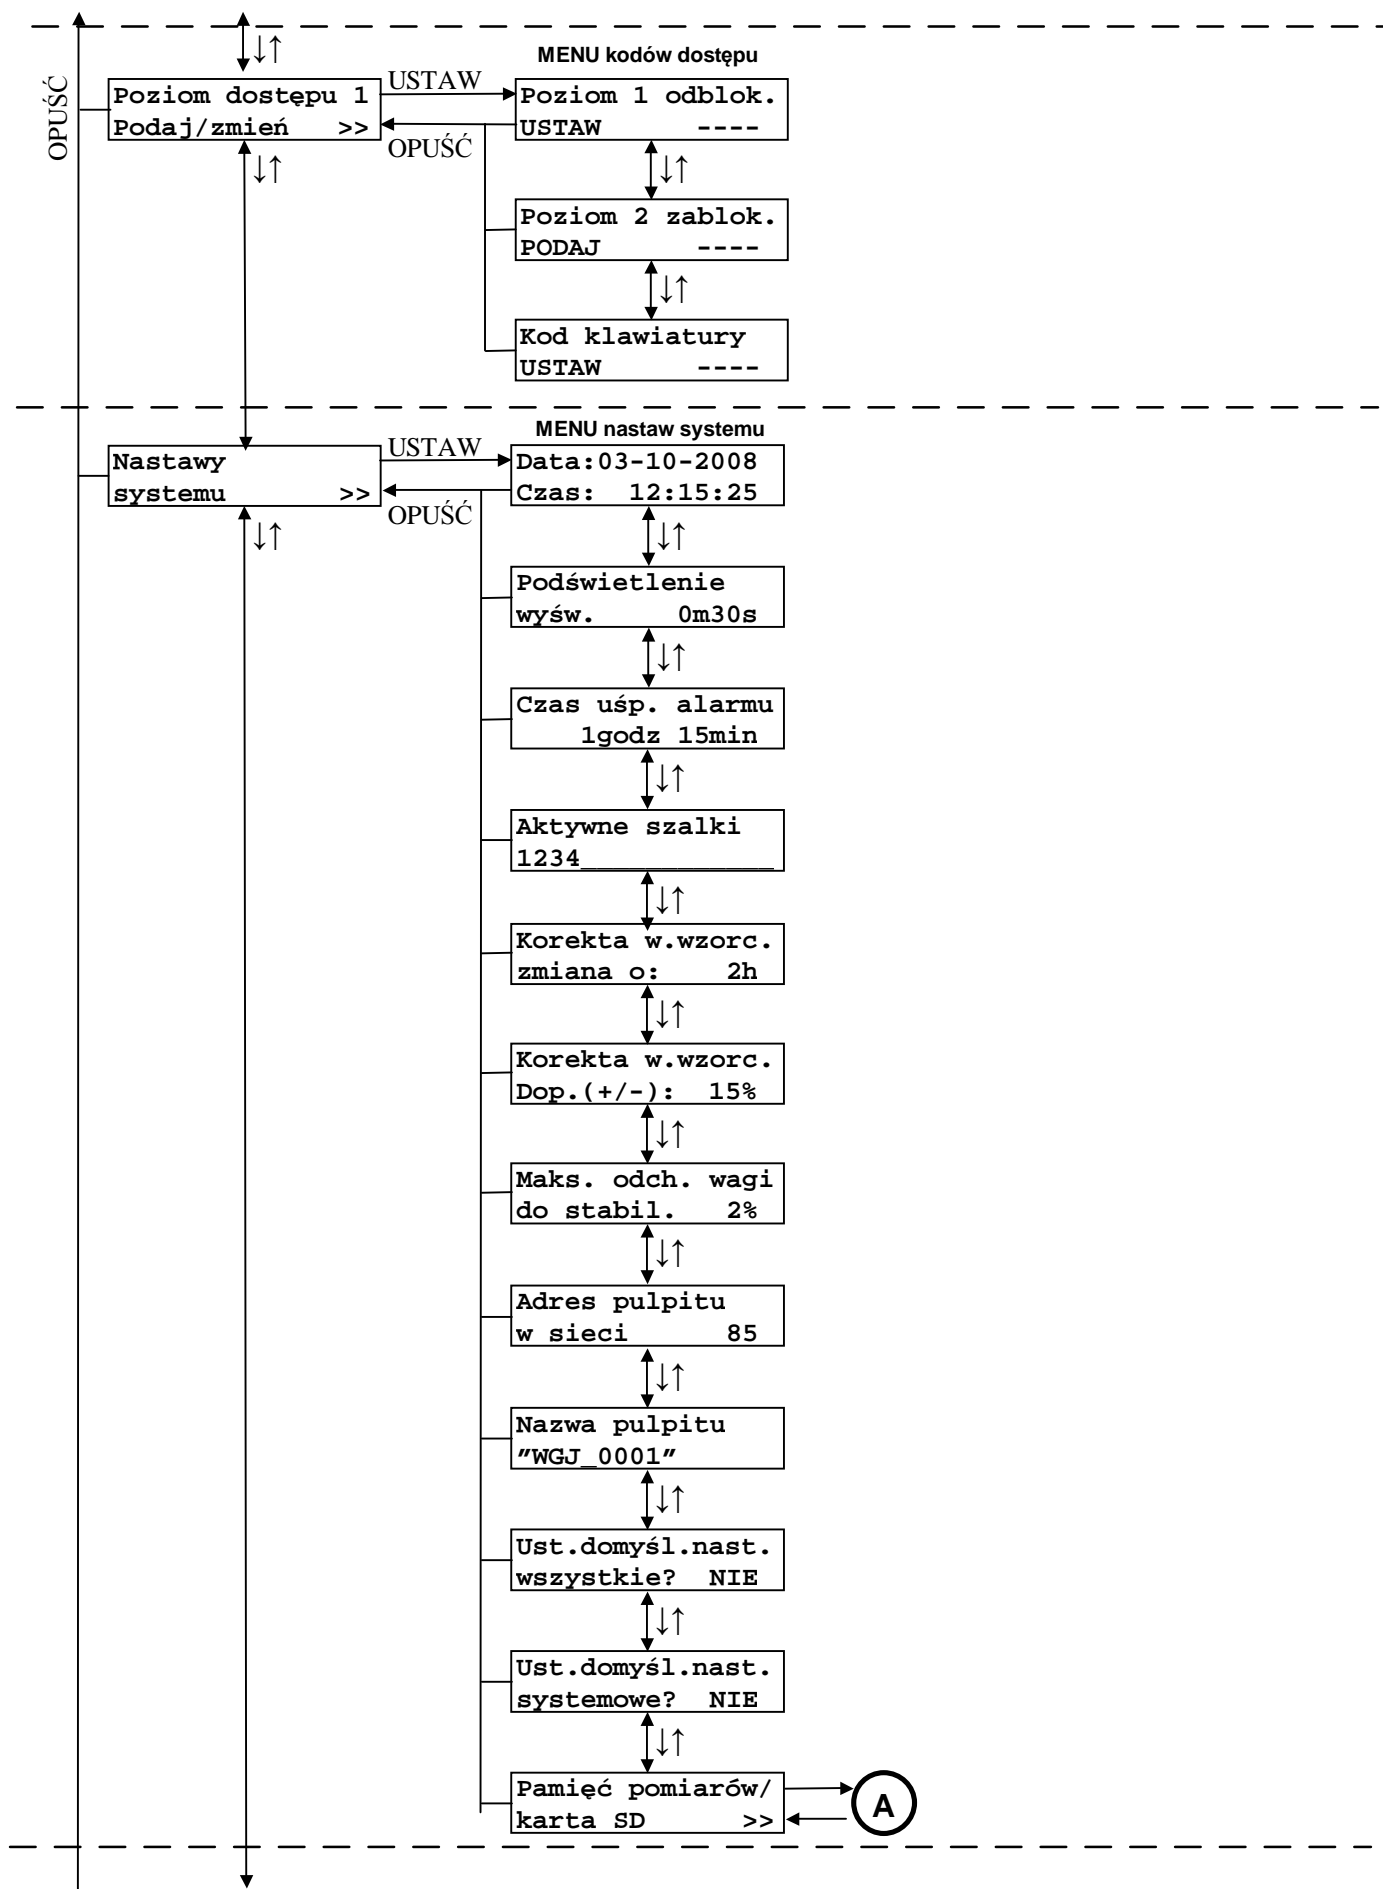 ↓↑
MENU kodów dostępu
OPUŚĆ
Poziom dostępu 1
Podaj/zmień >>
USTAW
OPUŚĆ
Poziom 1 odblok.
USTAW ----
↓↑
↓↑
Poziom 2 zablok.
PODAJ ----
↓↑
Kod klawiatury
USTAW ----
MENU nastaw systemu
Nastawy
systemu >>
USTAW
OPUŚĆ
Data:03-10-2008
Czas: 12:15:25
↓↑
↓↑
Podświetlenie
wyśw. 0m30s
↓↑
Czas uśp. alarmu
1godz 15min
↓↑
Aktywne szalki
1234____________
↓↑
Korekta w.wzorc.
zmiana o: 2h
↓↑
Korekta w.wzorc.
Dop.(+/-): 15%
↓↑
Maks. odch. wagi
do stabil. 2%
↓↑
Adres pulpitu
w sieci 85
↓↑
Nazwa pulpitu
”WGJ_0001”
↓↑
Ust.domyśl.nast.
wszystkie? NIE
↓↑
Ust.domyśl.nast.
systemowe? NIE
↓↑
Pamięć pomiarów/
karta SD >>
A